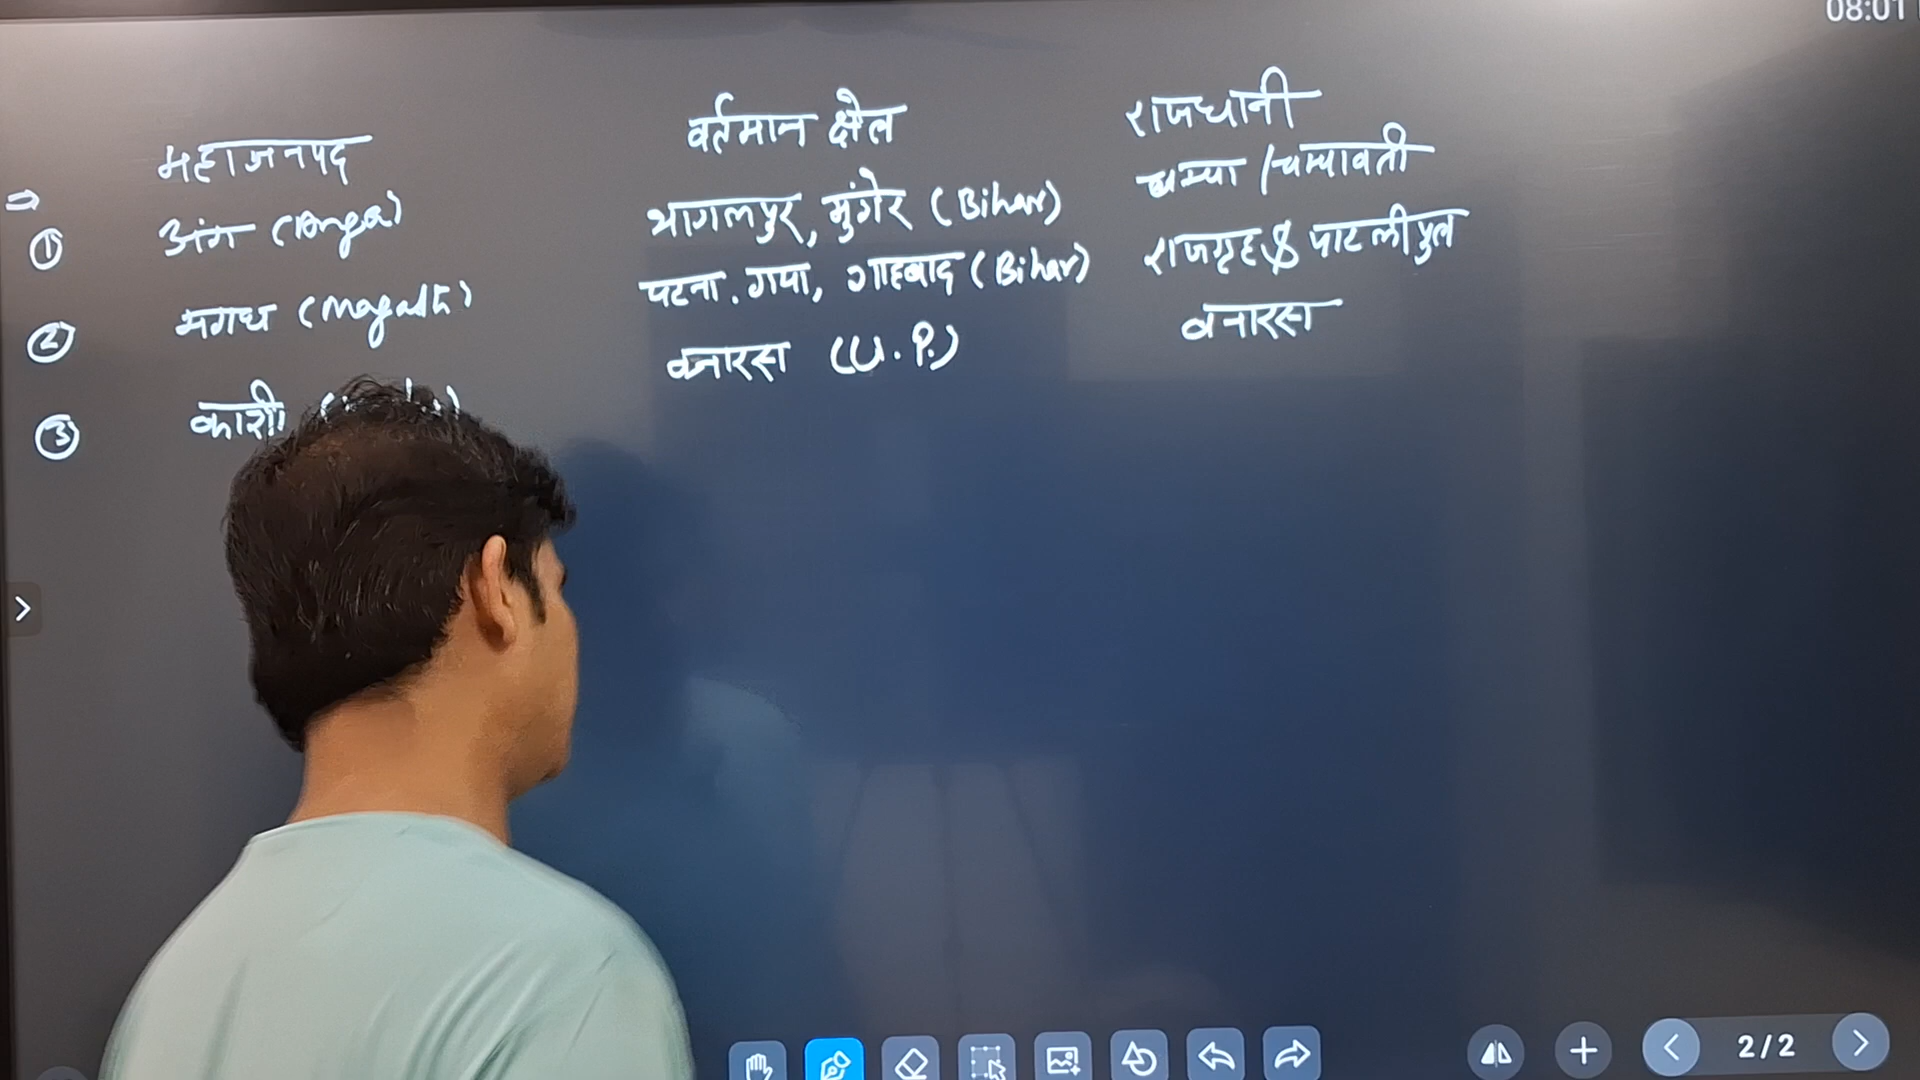 08:01
महाजनपद वर्तमान क्षेत्र राजधानी
⇒
① अंग (Anga) भागलपुर, मुंगेर (Bihar) चम्पा / चम्पावती
② मगध (Magadh) पटना, गया, शाहबाद (Bihar) राजगृह & पाटलीपुत्र
③ काशी बनारस (U.P.) बनारस
2/2